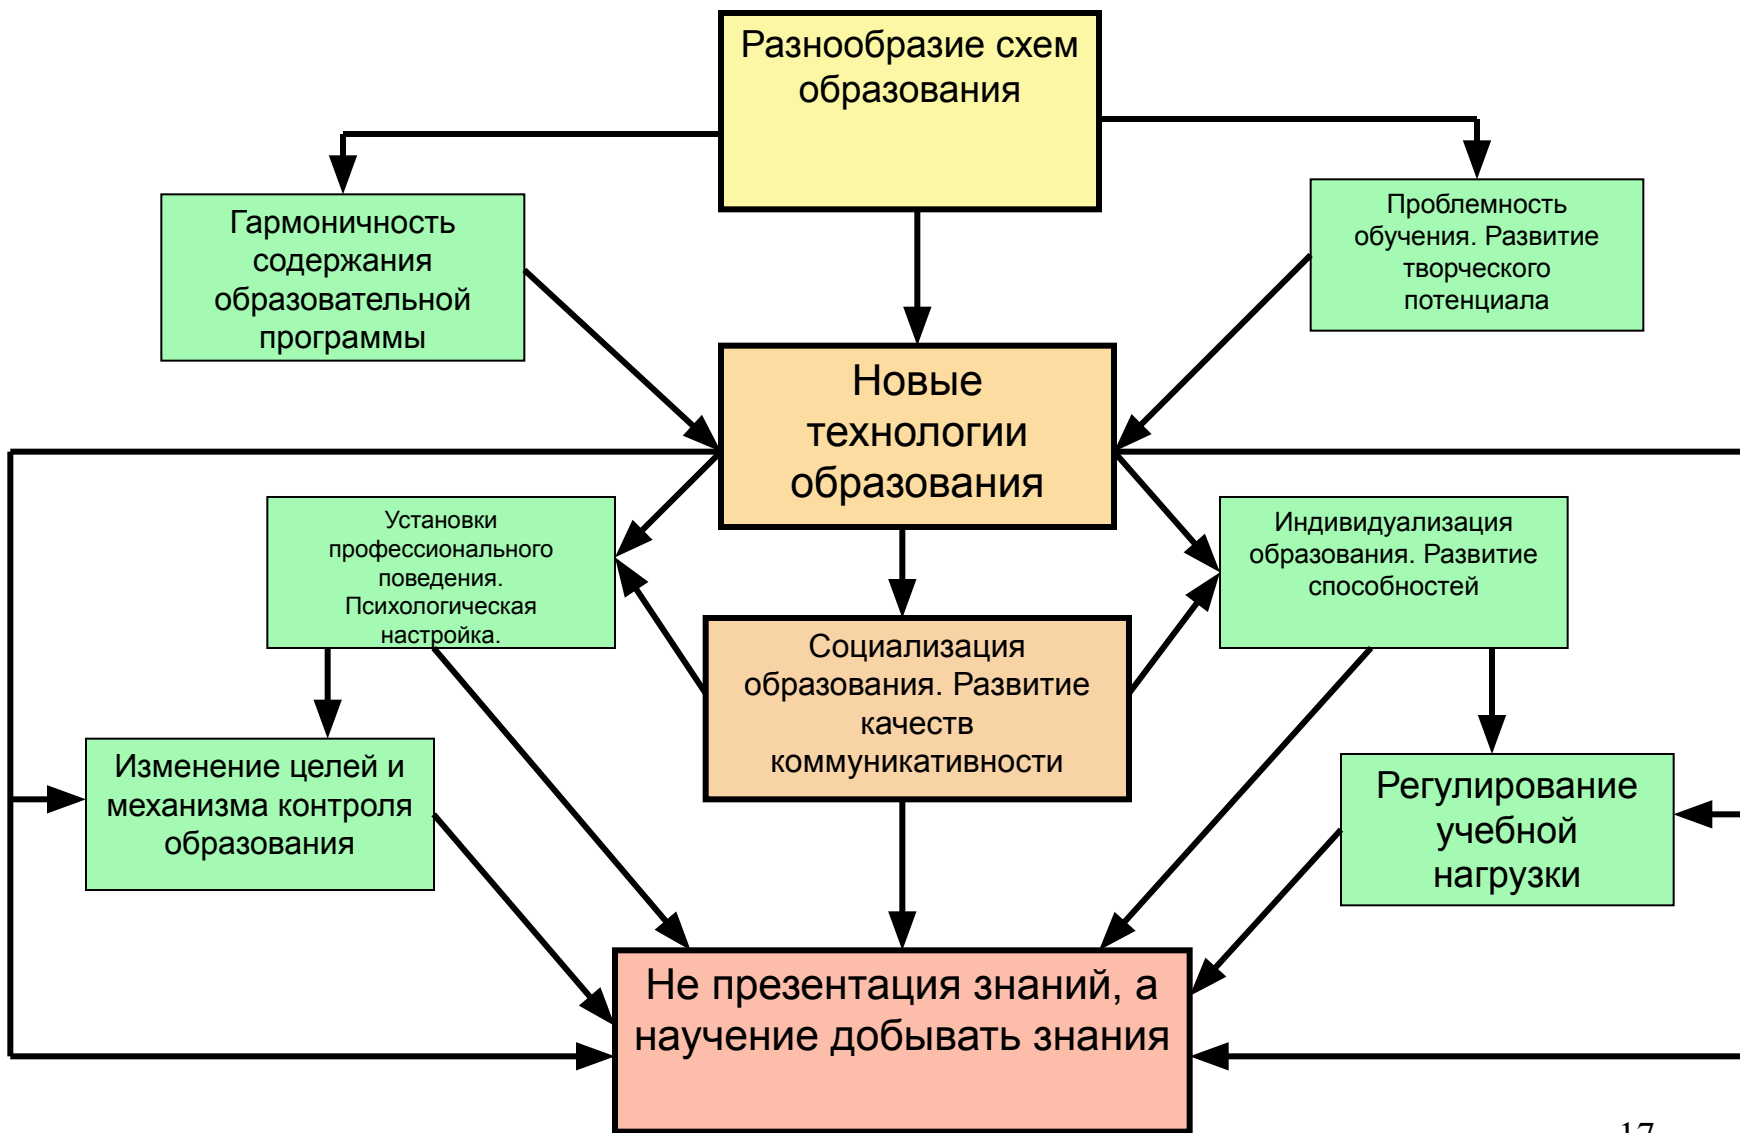 Разнообразие схем
образования
Гармоничность
содержания
образовательной
программы
Проблемность
обучения. Развитие
творческого
потенциала
Новые
технологии
образования
Установки
профессионального
поведения.
Психологическая
настройка.
Индивидуализация
образования. Развитие
способностей
Социализация
образования. Развитие
качеств
коммуникативности
Изменение целей и
механизма контроля
образования
Регулирование
учебной
нагрузки
Не презентация знаний, а
научение добывать знания
17